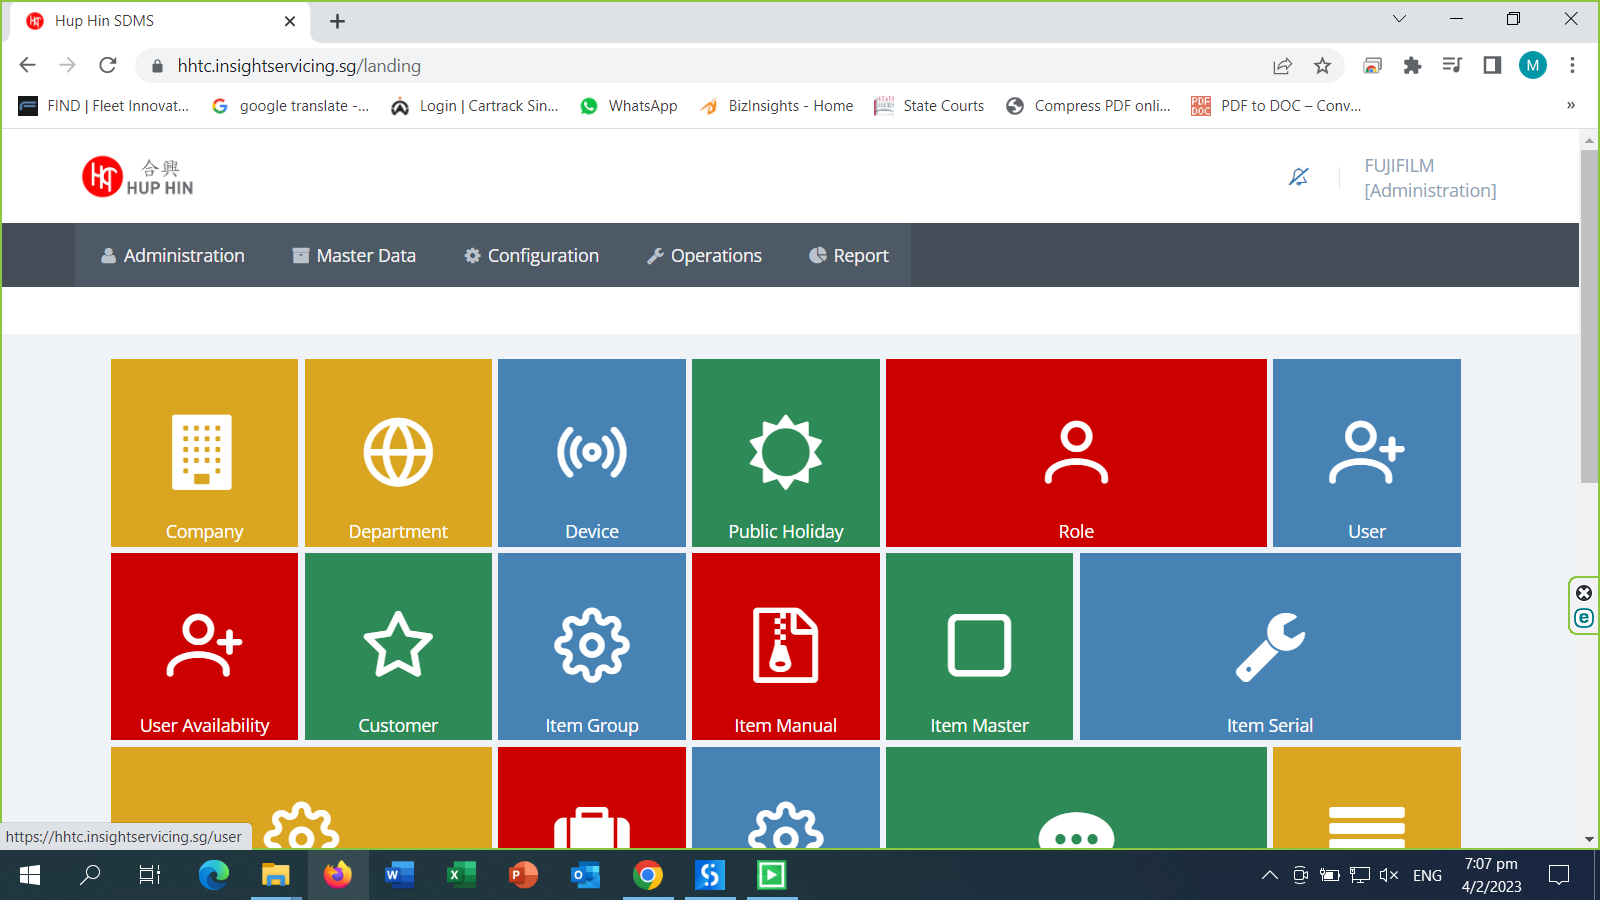 Hup Hin SDMS
hhtc.insightservicing.sg/landing
M
FIND | Fleet Innovat...
google translate -...
Login | Cartrack Sin...
WhatsApp
BizInsights - Home
State Courts
Compress PDF onli...
PDF to DOC – Conv...
»
合興
HUP HIN
FUJIFILM
[Administration]
Administration
Master Data
Configuration
Operations
Report
Company
Department
Device
Public Holiday
Role
User
User Availability
Customer
Item Group
Item Manual
Item Master
Item Serial
https://hhtc.insightservicing.sg/user
ENG
7:07 pm
4/2/2023